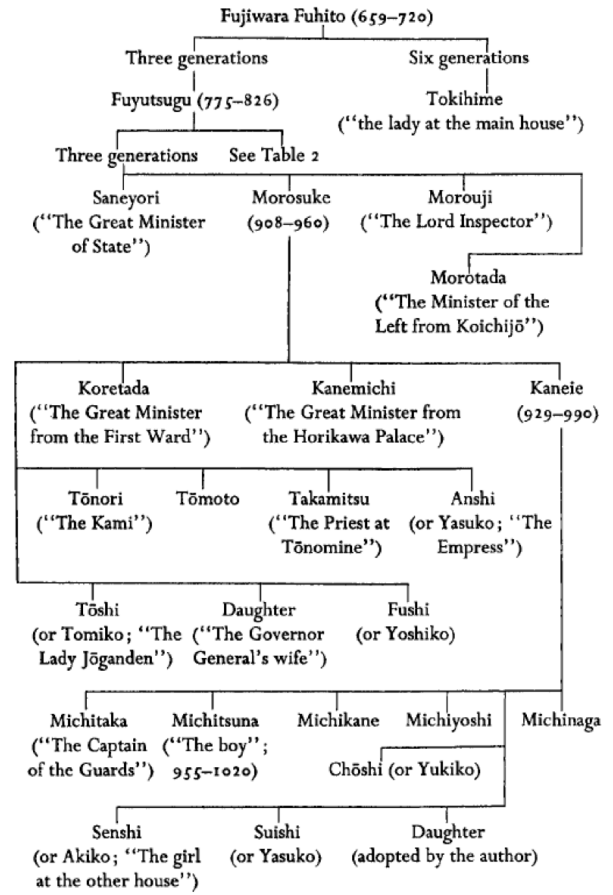 Fujiwara Fuhito (659–720)
Three generations Six generations
Fuyutsugu (775–826) Tokihime
(“the lady at the main house”)
Three generations See Table 2
Saneyori Morosuke Morouji
(“The Great Minister (908–960) (“The Lord Inspector”)
of State”)
Morotada
(“The Minister of the
Left from Koichijō”)
Koretada Kanemichi Kaneie
(“The Great Minister (“The Great Minister from (929–990)
from the First Ward”) the Horikawa Palace”)
Tōnori Tōmoto Takamitsu Anshi
(“The Kami”) (“The Priest at (or Yasuko; “The
Tōnomine”) Empress”)
Tōshi Daughter Fushi
(or Tomiko; “The (“The Governor (or Yoshiko)
Lady Jōganden”) General’s wife”)
Michitaka Michitsuna Michikane Michiyoshi Michinaga
(“The Captain (“The boy”;
of the Guards”) 955–1020) Chōshi (or Yukiko)
Senshi Suishi Daughter
(or Akiko; “The girl (or Yasuko) (adopted by the author)
at the other house”)